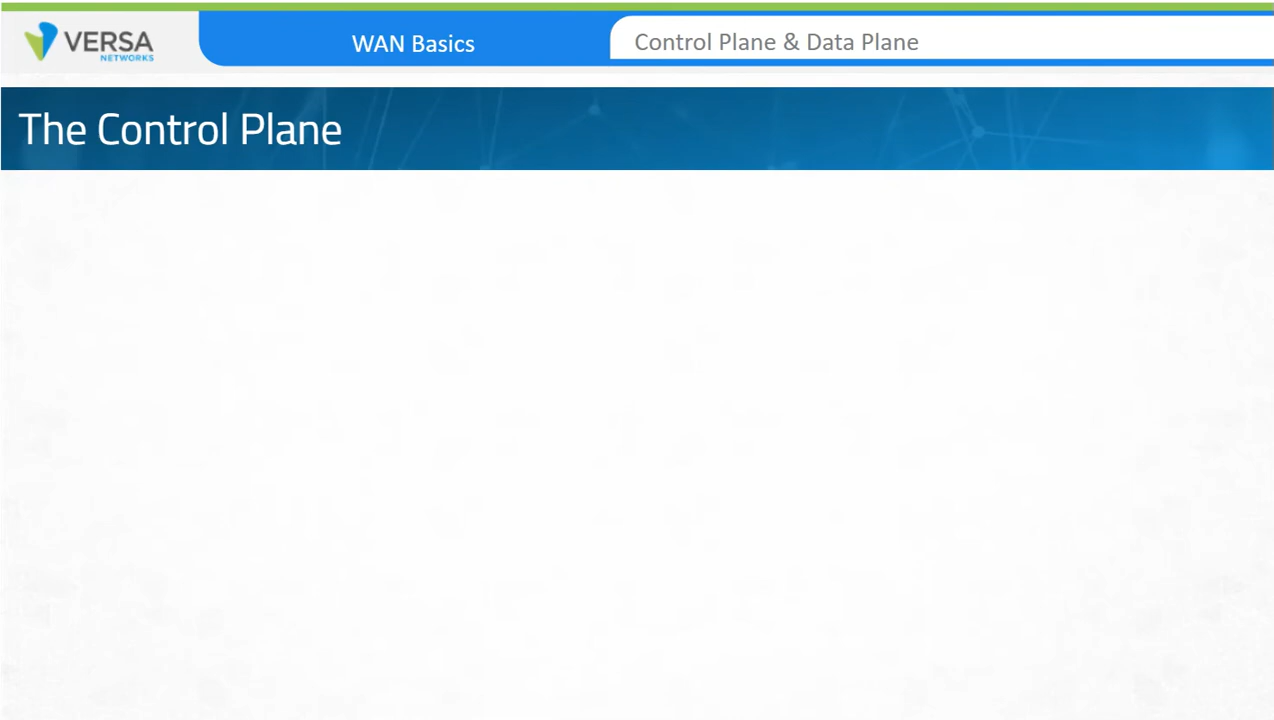 VERSA
NETWORKS
WAN Basics
Control Plane & Data Plane
The Control Plane